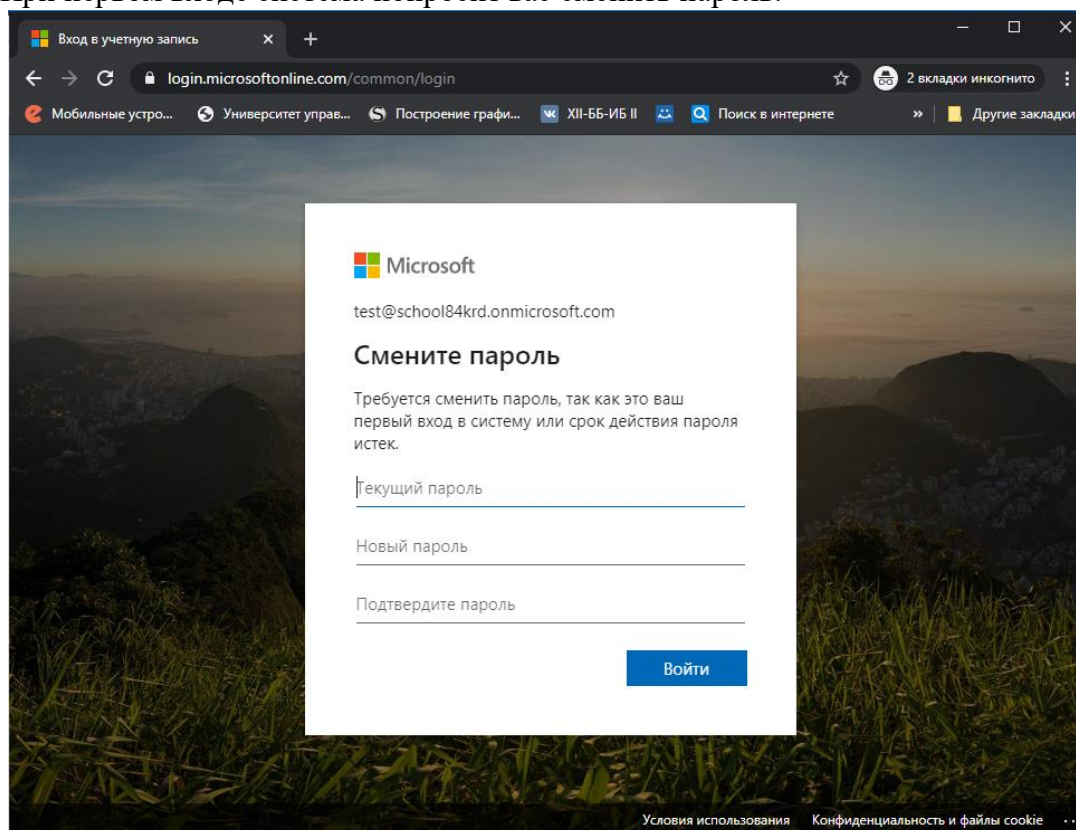 При первом входе система попросит вас сменить пароль.
Вход в учетную запись
login.microsoftonline.com/common/login
2 вкладки инкогнито
Мобильные устро...
Университет управ...
Построение графи...
XII-ББ-ИБ II
Поиск в интернете
»
Другие закладки
Microsoft
test@school84krd.onmicrosoft.com
Смените пароль
Требуется сменить пароль, так как это ваш
первый вход в систему или срок действия пароля
истек.
Текущий пароль
Новый пароль
Подтвердите пароль
Войти
Условия использования
Конфиденциальность и файлы cookie